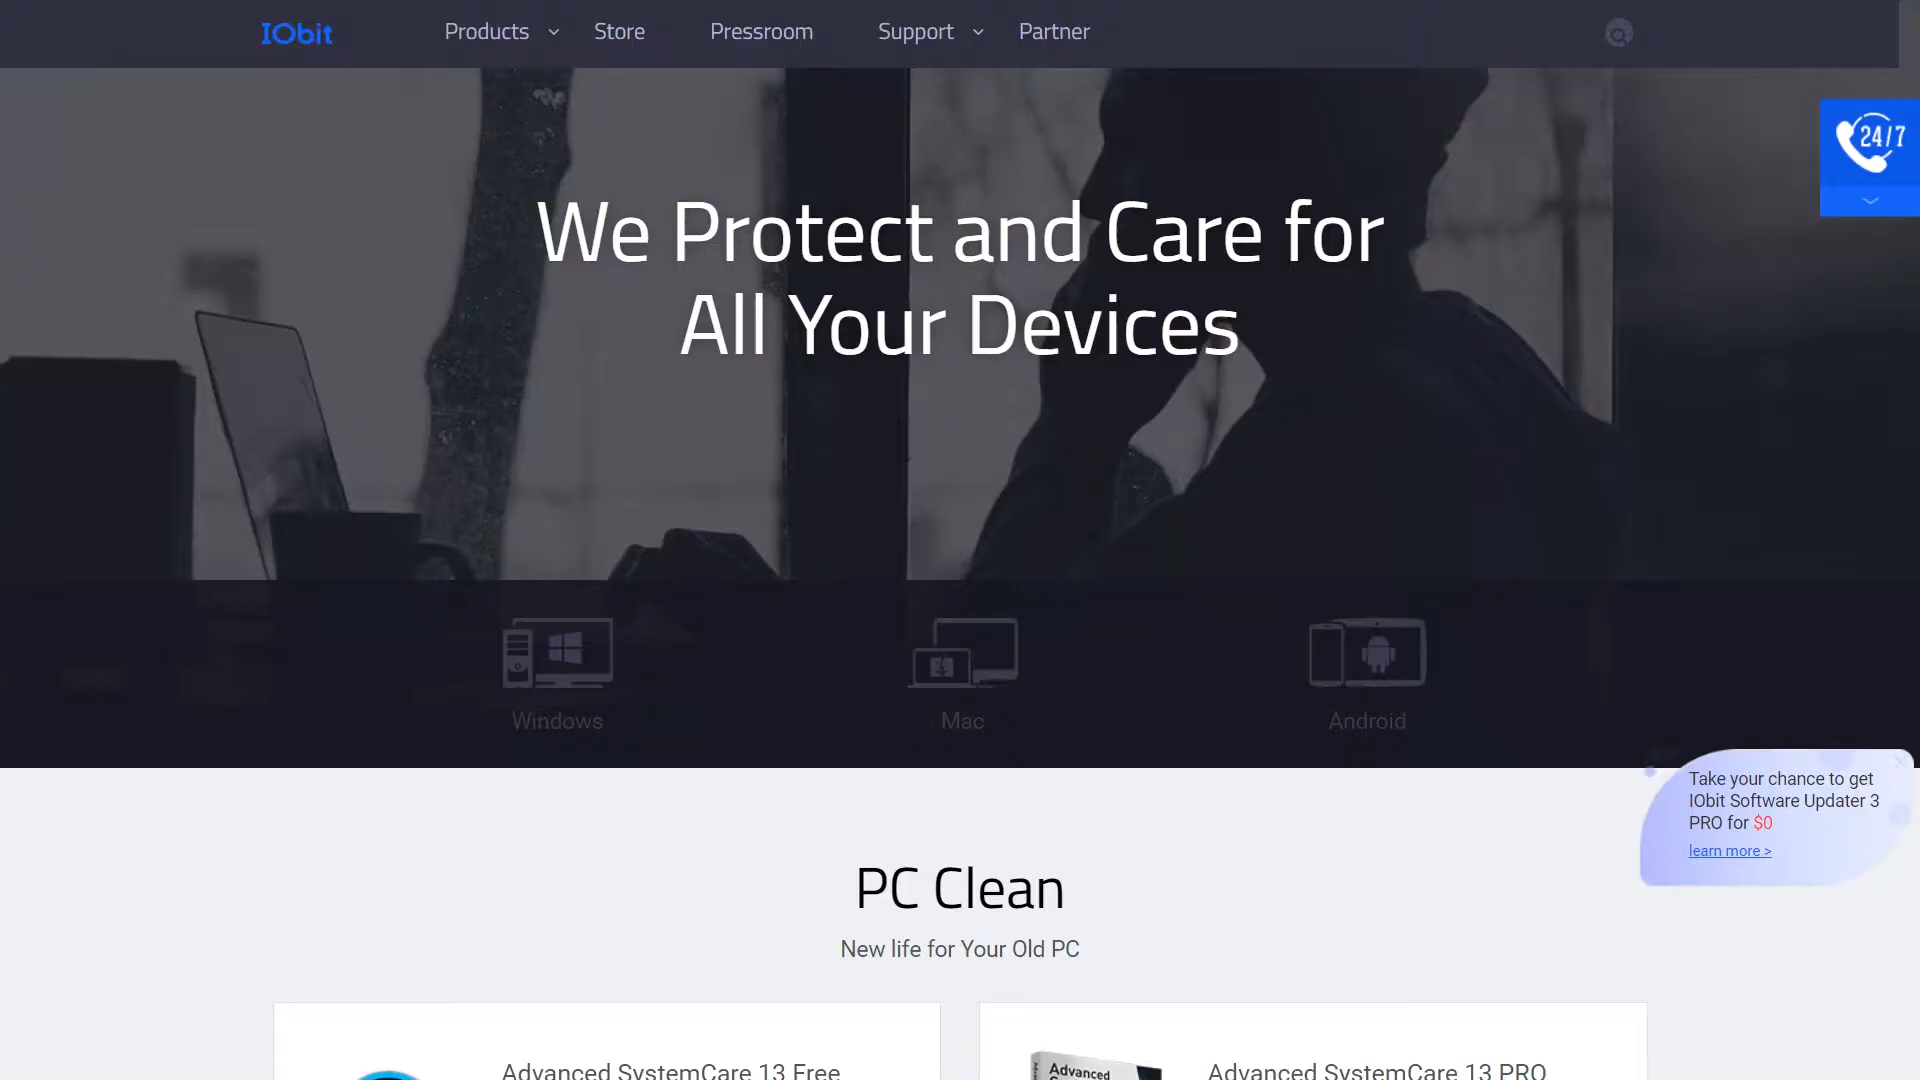 IObit
Products
Store
Pressroom
Support
Partner
24/7
We Protect and Care for
All Your Devices
Windows
Mac
Android
Take your chance to get
IObit Software Updater 3
PRO for $0
learn more >
PC Clean
New life for Your Old PC
Advanced SystemCare 13 Free
Advanced
Advanced SystemCare 13 PRO